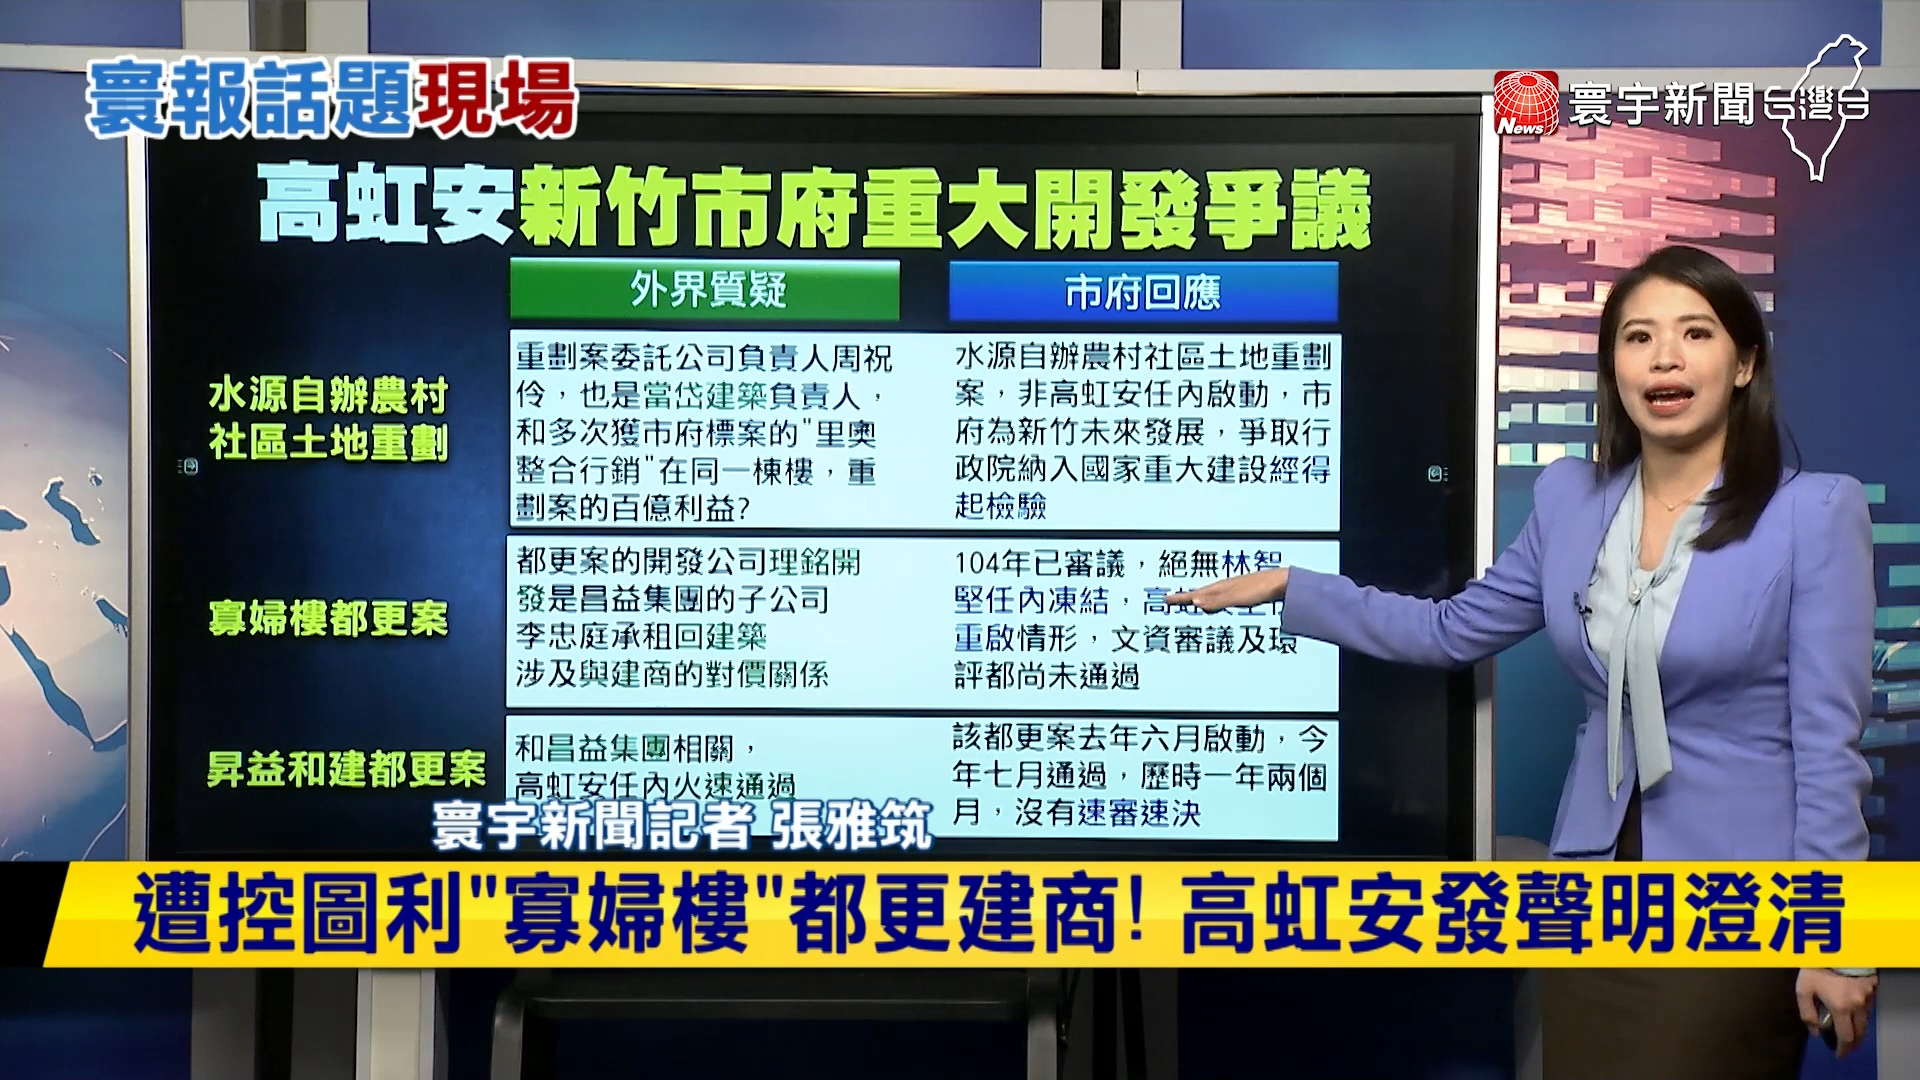 寰報話題現場
News
寰宇新聞 台灣台
高虹安新竹市府重大開發爭議
外界質疑
市府回應
水源自辦農村
社區土地重劃
重劃案委託公司負責人周祝
伶，也是當岱建築負責人，
和多次獲市府標案的"里奧
整合行銷"在同一棟樓，重
劃案的百億利益?
水源自辦農村社區土地重劃
案，非高虹安任內啟動，市
府為新竹未來發展，爭取行
政院納入國家重大建設經得
起檢驗
寡婦樓都更案
都更案的開發公司理銘開
發是昌益集團的子公司
李忠庭承租回建築
涉及與建商的對價關係
104年已審議，絕無林智
堅任內凍結，高
重啟情形，文資審議及環
評都尚未通過
昇益和建都更案
和昌益集團相關，
高虹安任內火速通過
該都更案去年六月啟動，今
年七月通過，歷時一年兩個
月，沒有速審速決
寰宇新聞記者 張雅筑
遭控圖利"寡婦樓"都更建商! 高虹安發聲明澄清